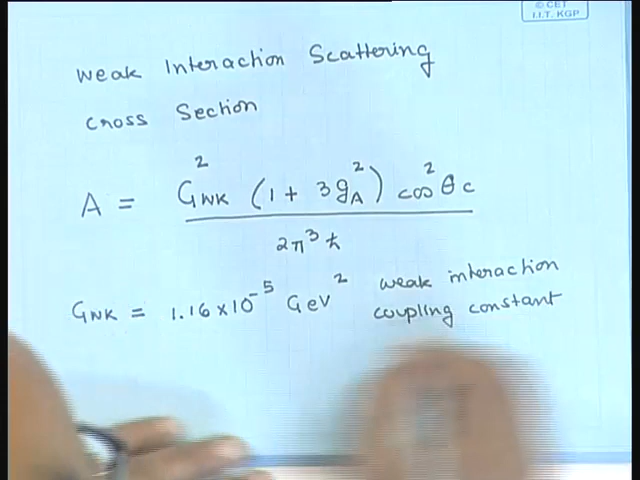 © CET
I.I.T. KGP
Weak Interaction Scattering
Cross Section
A = G_WK^2 (1 + 3g_A^2) cos^2 θc / 2π^3 ℏ
G_WK = 1.16 × 10^-5 GeV^2 weak interaction
coupling constant